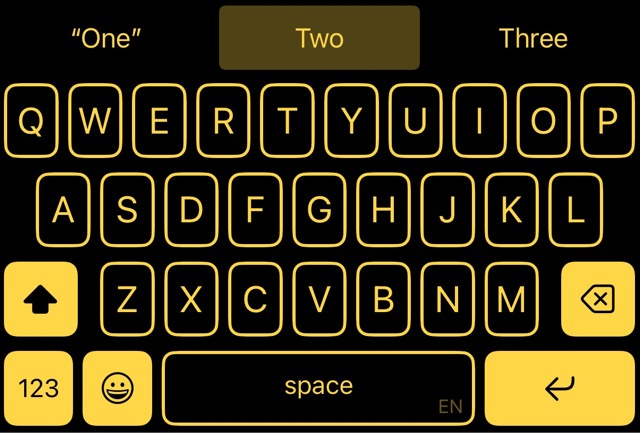 “One” Two Three
Q W E R T Y U I O P
A S D F G H J K L
Z X C V B N M
123 space EN